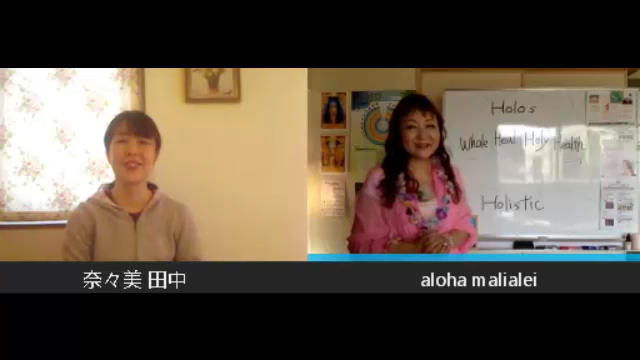 Holos
Whole Heal Holy Health
Holistic
奈々美 田中
aloha malialei